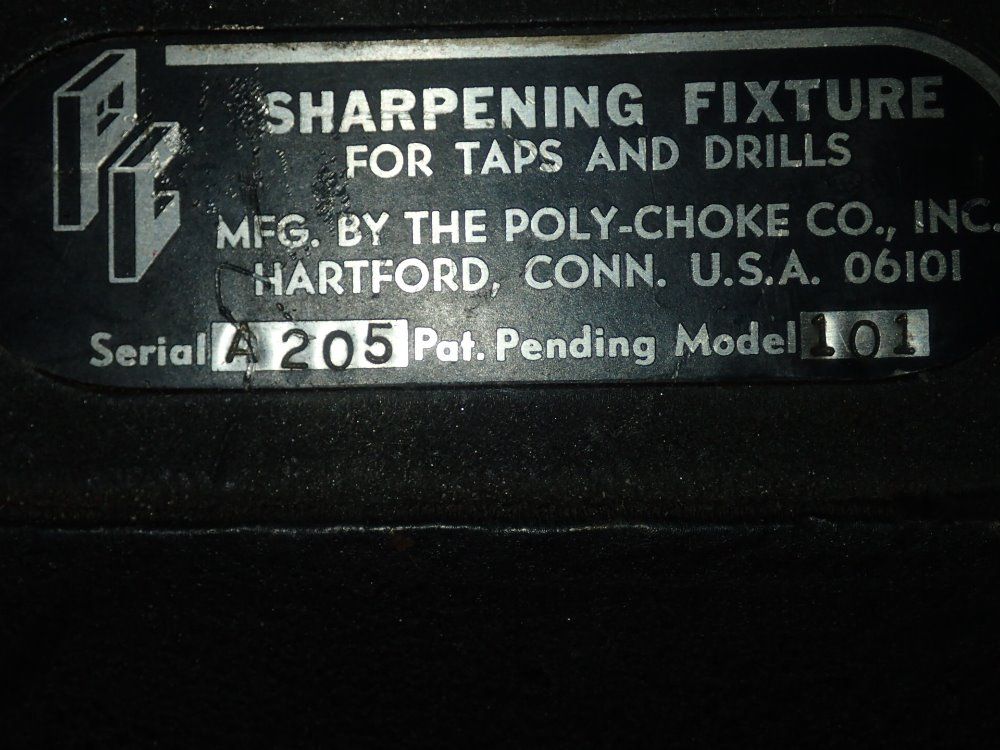 PC
SHARPENING FIXTURE
FOR TAPS AND DRILLS
MFG. BY THE POLY-CHOKE CO., INC.
HARTFORD, CONN. U.S.A. 06101
Serial A 205 Pat. Pending Model 101